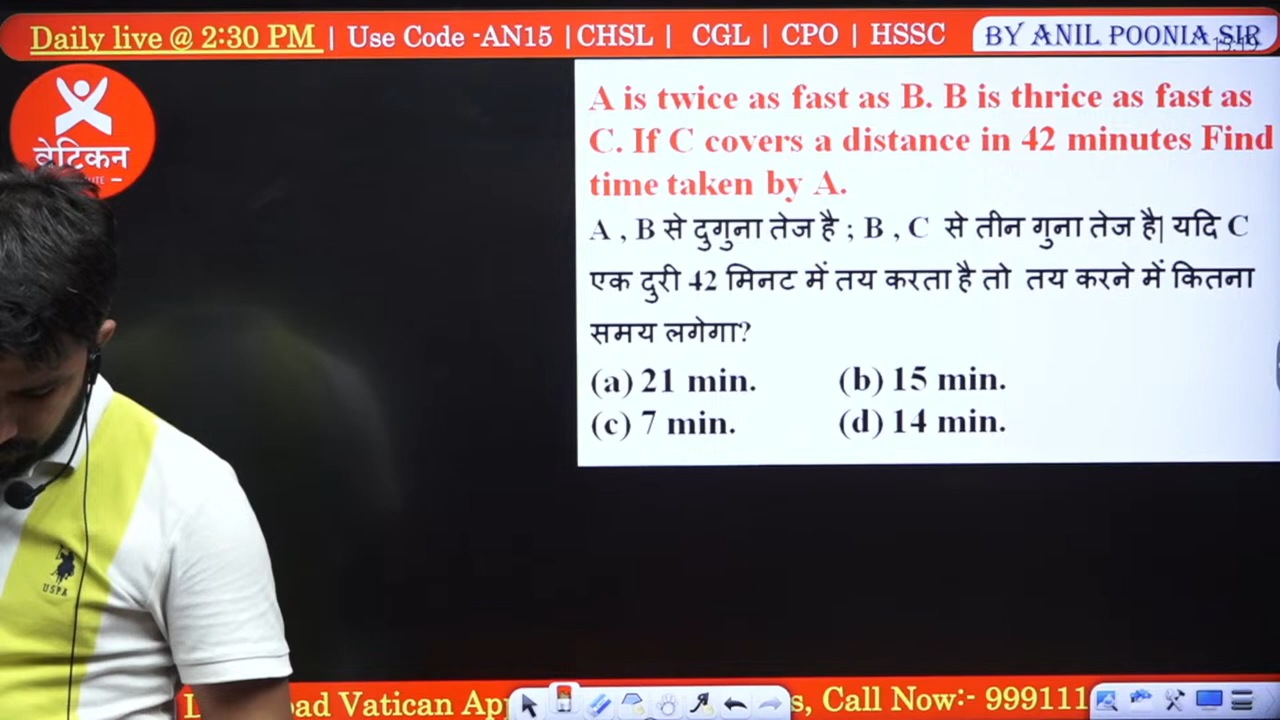 Daily live @ 2:30 PM | Use Code -AN15 | CHSL | CGL | CPO | HSSC
BY ANIL POONIA SIR
वेटिकन
A is twice as fast as B. B is thrice as fast as
C. If C covers a distance in 42 minutes Find
time taken by A.
A , B से दुगुना तेज है ; B , C से तीन गुना तेज है| यदि C
एक दुरी 42 मिनट में तय करता है तो तय करने में कितना
समय लगेगा?
(a) 21 min. (b) 15 min.
(c) 7 min. (d) 14 min.
USPA
Vatican
Call Now:-